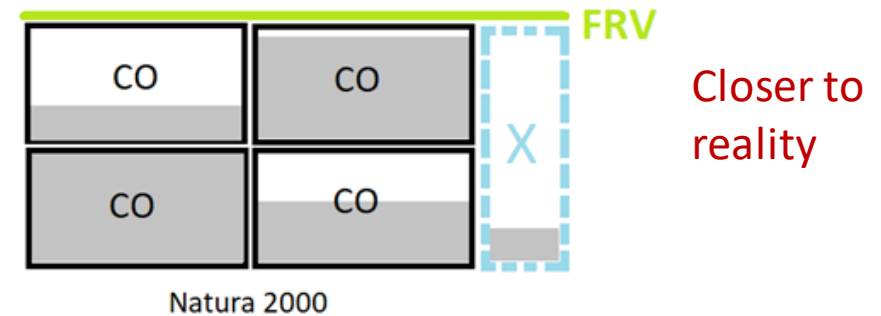 FRV
CO
CO
Closer to
reality
X
CO
CO
Natura 2000